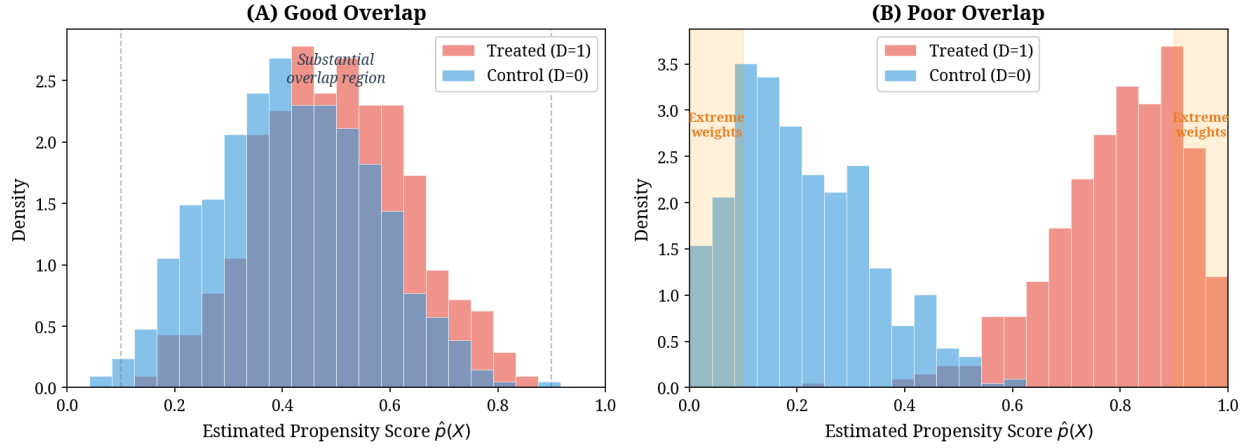 (A) Good Overlap
Treated (D=1)
Control (D=0)
Substantial
overlap region
2.5
2.0
1.5
1.0
0.5
0.0
Density
0.0 0.2 0.4 0.6 0.8 1.0
Estimated Propensity Score p̂(X)
(B) Poor Overlap
Treated (D=1)
Control (D=0)
Extreme
weights
Extreme
weights
3.5
3.0
2.5
2.0
1.5
1.0
0.5
0.0
Density
0.0 0.2 0.4 0.6 0.8 1.0
Estimated Propensity Score p̂(X)